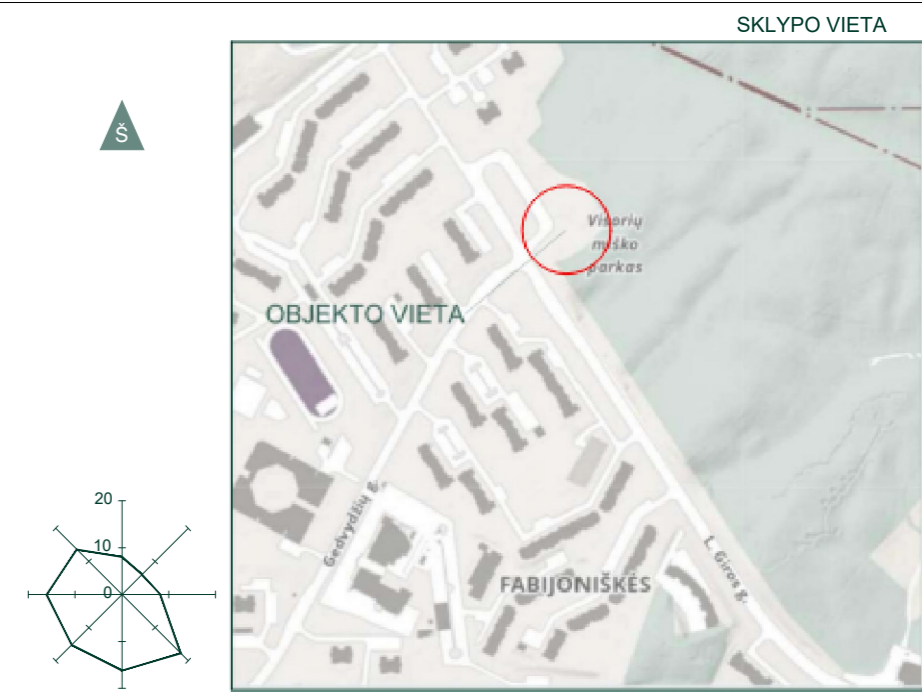 SKLYPO VIETA
Š
Visorių
miško
parkas
OBJEKTO VIETA
Gedvydžių g.
FABIJONIŠKĖS
L. Giros g.
20
10
0